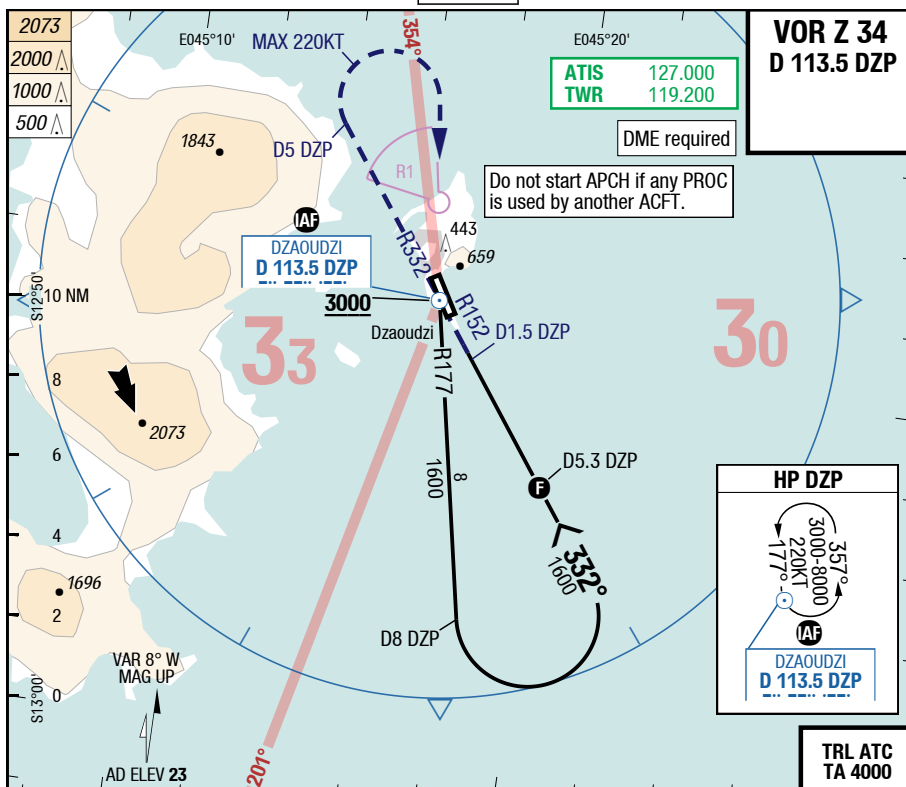 2073
2000
1000
500
E045°10'
E045°20'
MAX 220KT
354°
VOR Z 34
D 113.5 DZP
ATIS 127.000
TWR 119.200
DME required
Do not start APCH if any PROC
is used by another ACFT.
1843
D5 DZP
R1
IAF
DZAOUDZI
D 113.5 DZP
R332
443
659
S12°50'
10 NM
3000
Dzaoudzi
R152
D1.5 DZP
R177
33
30
8
2073
6
8
1600
D5.3 DZP
F
4
332°
1600
1696
2
D8 DZP
HP DZP
357°
3000-8000
220KT
177°
IAF
DZAOUDZI
D 113.5 DZP
VAR 8° W
MAG UP
S13°00'
0
201°
AD ELEV 23
TRL ATC
TA 4000